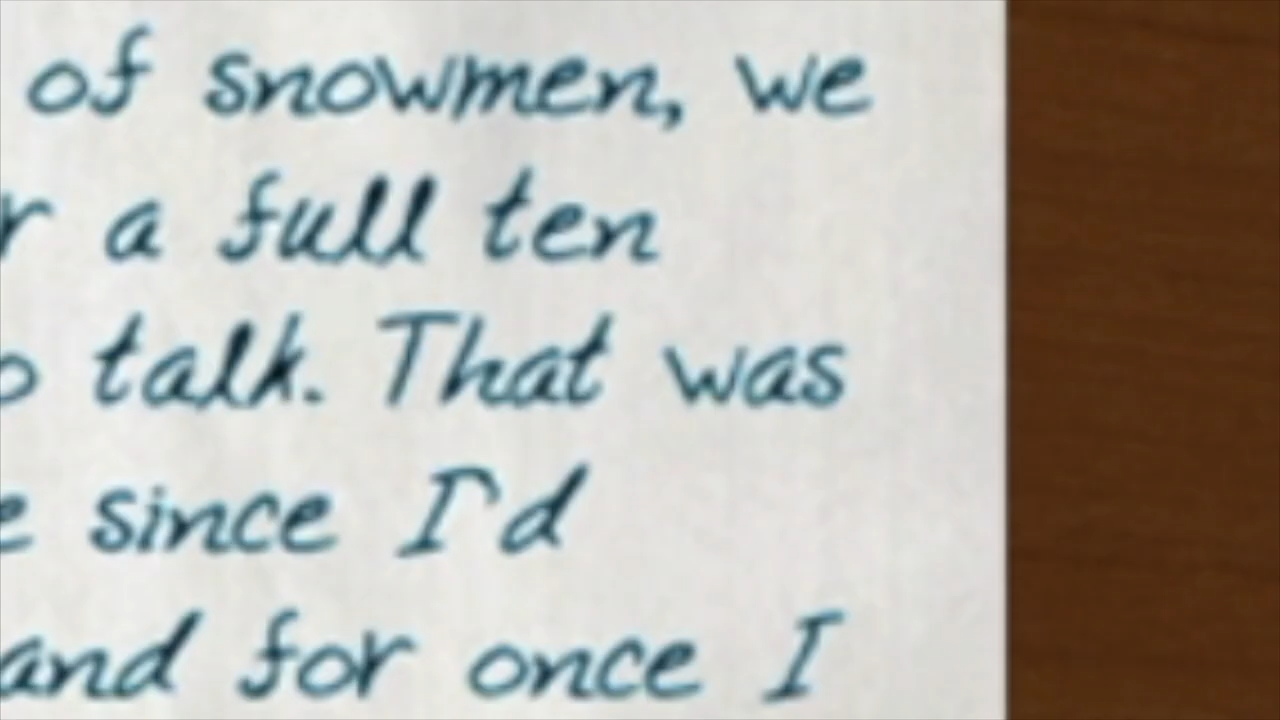 of snowmen, we
r a full ten
o talk. That was
e since I'd
and for once I